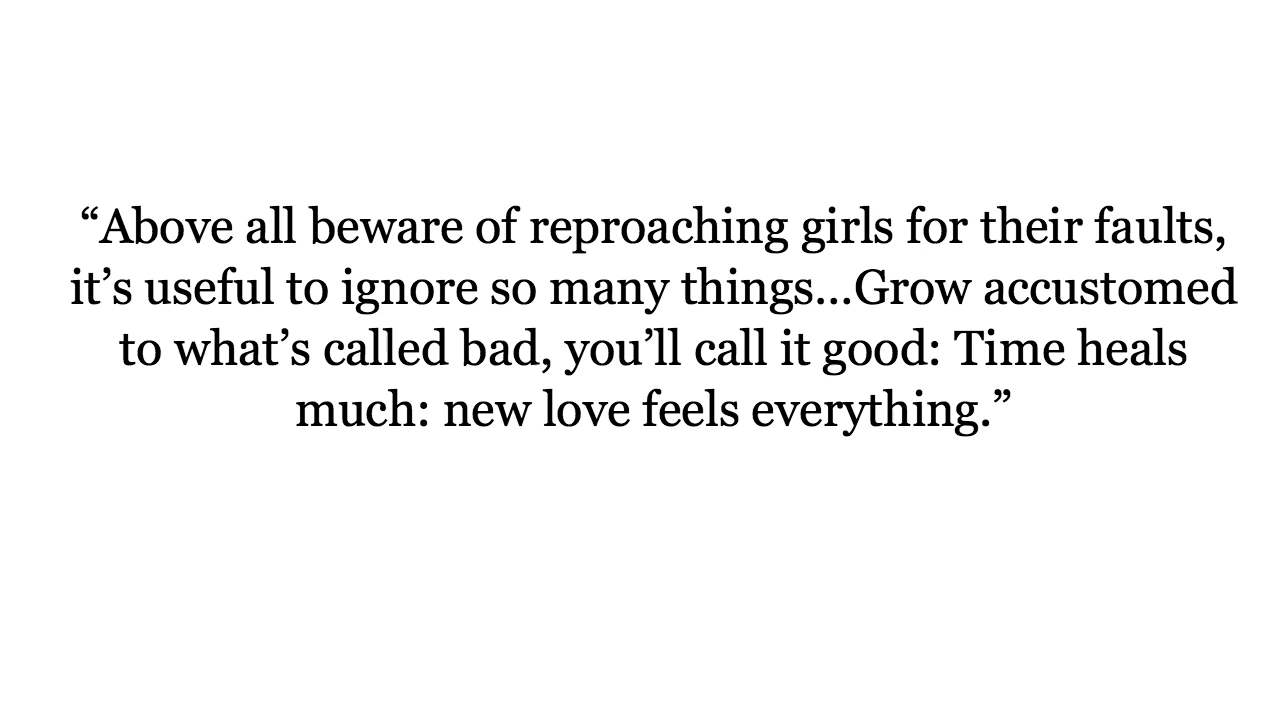 “Above all beware of reproaching girls for their faults,
it’s useful to ignore so many things...Grow accustomed
to what’s called bad, you’ll call it good: Time heals
much: new love feels everything.”